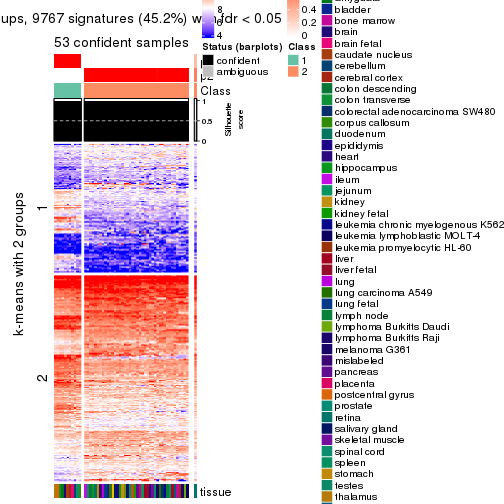 ups, 9767 signatures (45.2%) w fdr < 0.05
53 confident samples
p2
Class
1
0.5
0
Silhouette
score
k-means with 2 groups
1
2
tissue
8
6
4
0.4
0.2
0
Status (barplots)
confident
ambiguous
Class
1
2
bladder
bone marrow
brain
brain fetal
caudate nucleus
cerebellum
cerebral cortex
colon descending
colon transverse
colorectal adenocarcinoma SW480
corpus callosum
duodenum
epididymis
heart
hippocampus
ileum
jejunum
kidney
kidney fetal
leukemia chronic myelogenous K562
leukemia lymphoblastic MOLT-4
leukemia promyelocytic HL-60
liver
liver fetal
lung
lung carcinoma A549
lung fetal
lymph node
lymphoma Burkitts Daudi
lymphoma Burkitts Raji
melanoma G361
mislabeled
pancreas
placenta
postcentral gyrus
prostate
retina
salivary gland
skeletal muscle
spinal cord
spleen
stomach
testes
thalamus